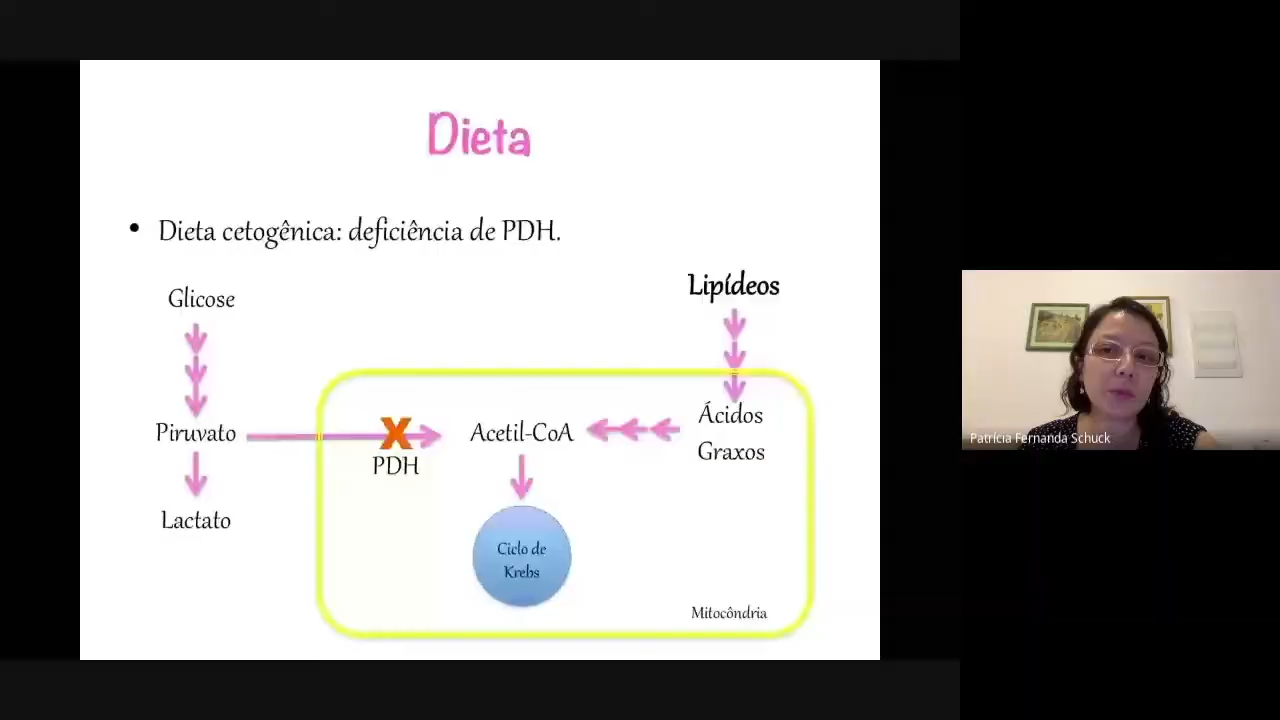 Dieta
• Dieta cetogênica: deficiência de PDH.
Glicose
Lipídeos
Piruvato
X
PDH
Acetil-CoA
Ácidos
Graxos
Lactato
Ciclo de
Krebs
Mitocôndria
Patrícia Fernanda Schuck